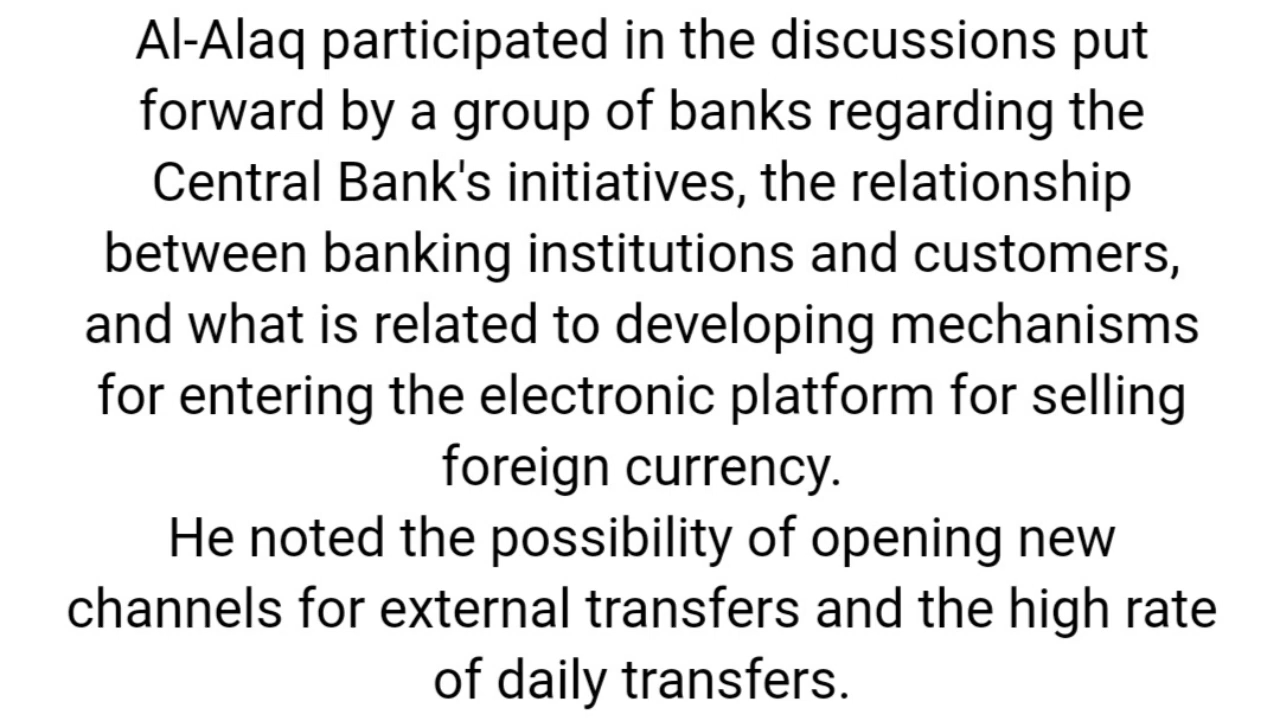 Al-Alaq participated in the discussions put
forward by a group of banks regarding the
Central Bank's initiatives, the relationship
between banking institutions and customers,
and what is related to developing mechanisms
for entering the electronic platform for selling
foreign currency.
He noted the possibility of opening new
channels for external transfers and the high rate
of daily transfers.